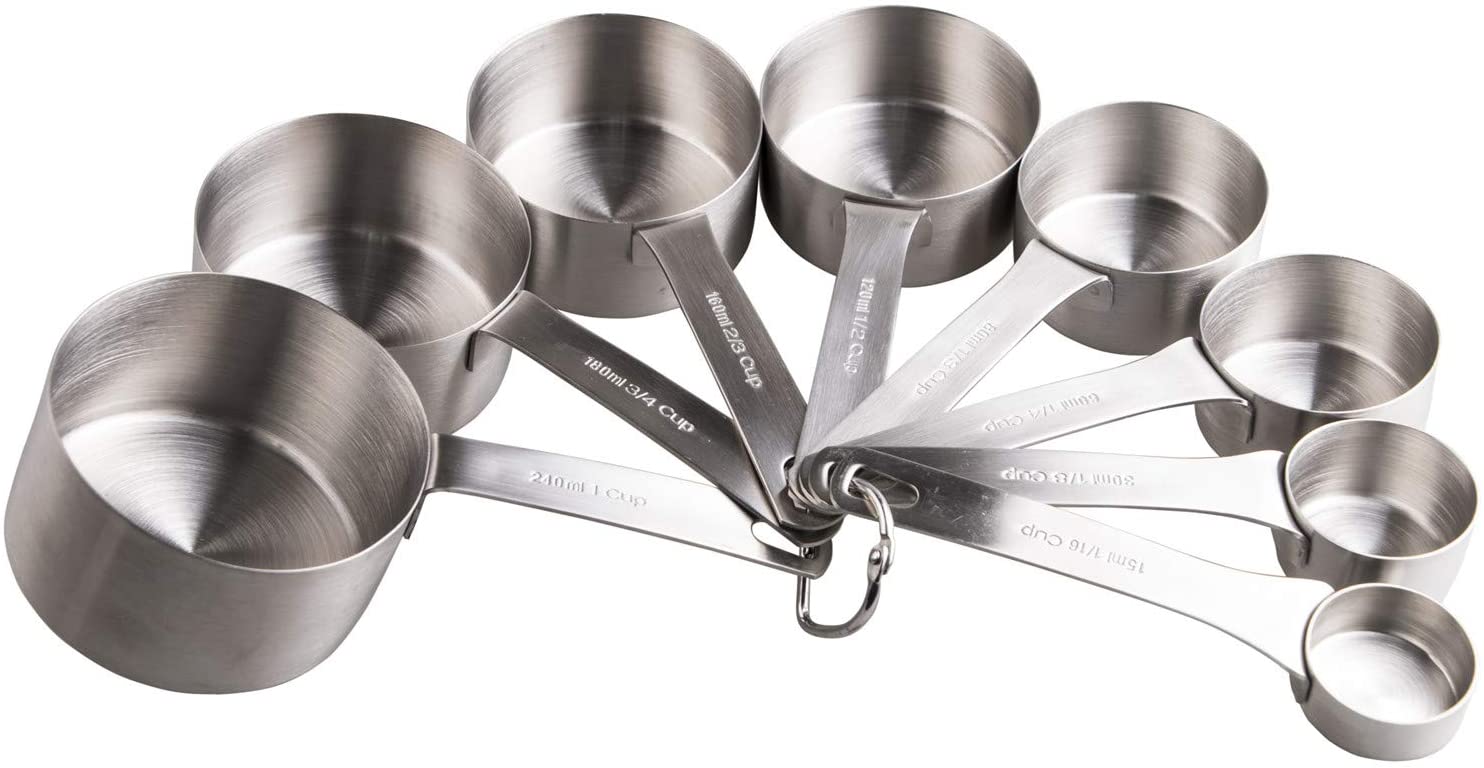 240ml 1 Cup
180ml 3/4 Cup
160ml 2/3 Cup
120ml 1/2 Cup
80ml 1/3 Cup
60ml 1/4 Cup
30ml 1/8 Cup
15ml 1/16 Cup